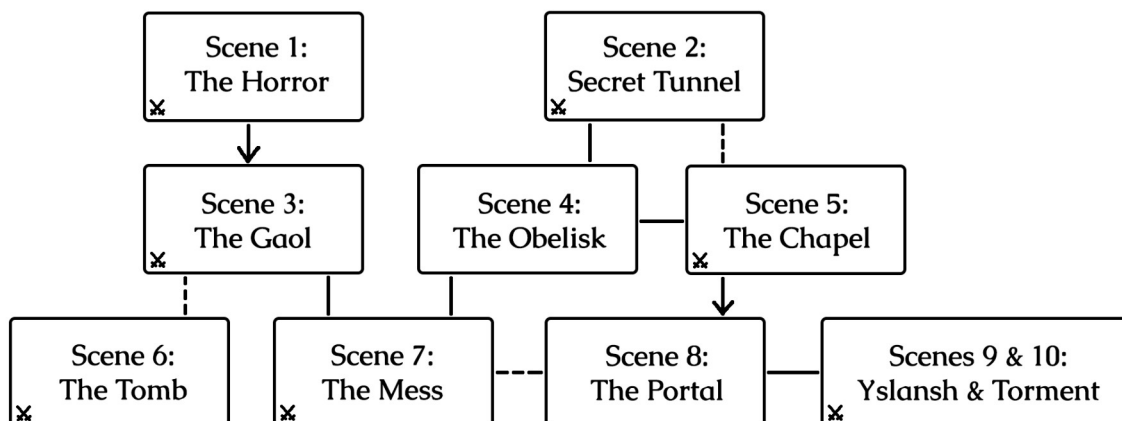 Scene 1:
The Horror
Scene 2:
Secret Tunnel
Scene 3:
The Gaol
Scene 4:
The Obelisk
Scene 5:
The Chapel
Scene 6:
The Tomb
Scene 7:
The Mess
Scene 8:
The Portal
Scenes 9 & 10:
Yslansh & Torment